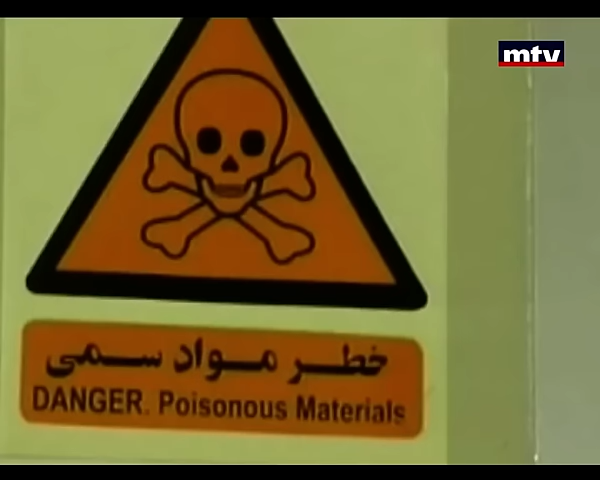 mtv
خطر مواد سمی
DANGER. Poisonous Materials